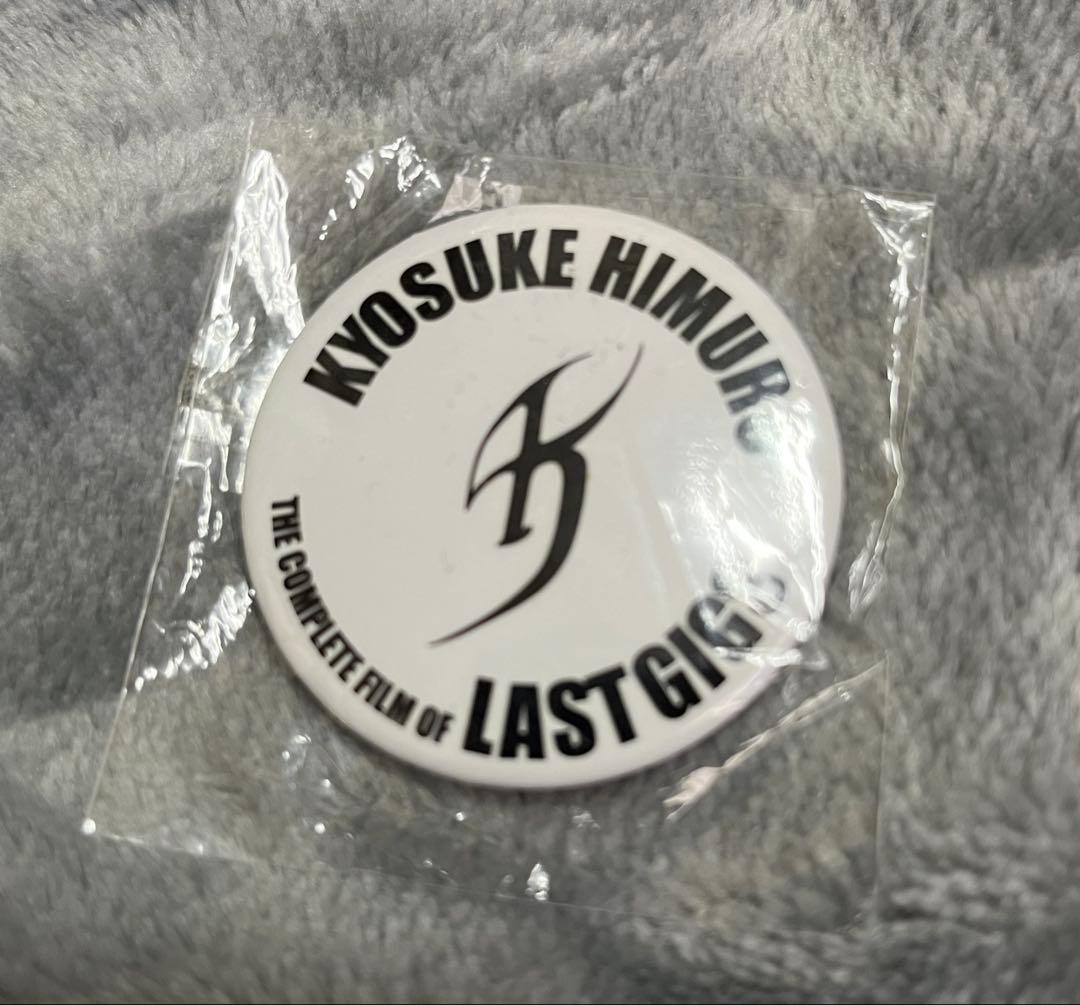 KYOSUKE HIMURO
THE COMPLETE FILM OF LAST GIGS